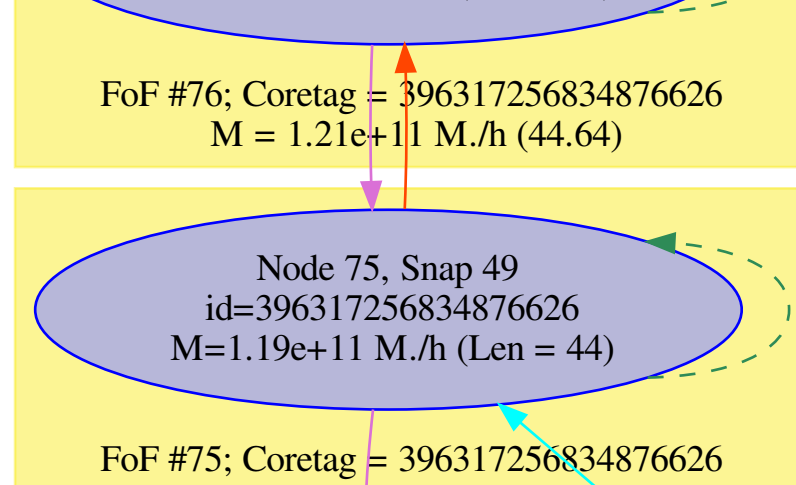 FoF #76; Coretag = 396317256834876626
M = 1.21e+11 M./h (44.64)
Node 75, Snap 49
id=396317256834876626
M=1.19e+11 M./h (Len = 44)
FoF #75; Coretag = 396317256834876626